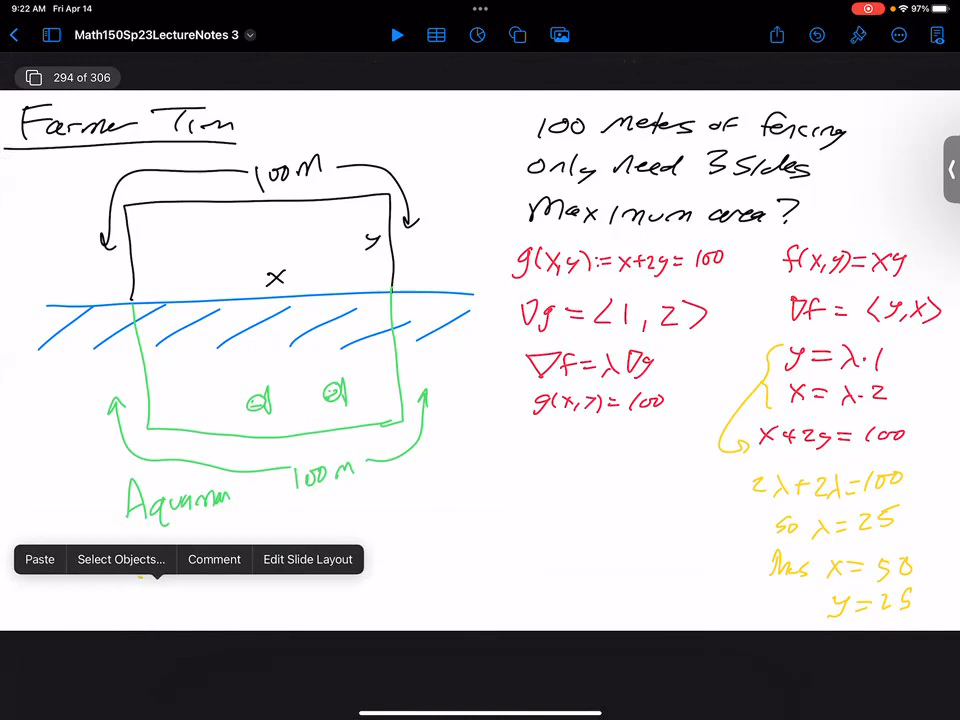 9:22 AM Fri Apr 14
97%
Math150Sp23LectureNotes 3
294 of 306
Farmer Tim
100M
y
x
100 meters of fencing
only need 3 sides
Maximum area?
g(x,y):=x+2y=100
∇g=<1,2>
∇f=λ∇g
g(x,y)=100
f(x,y)=xy
∇f=<y,x>
y=λ·1
x=λ·2
x+2y=100
2λ+2λ=100
so λ=25
thus x=50
y=25
100m
Aquaman
Paste Select Objects... Comment Edit Slide Layout